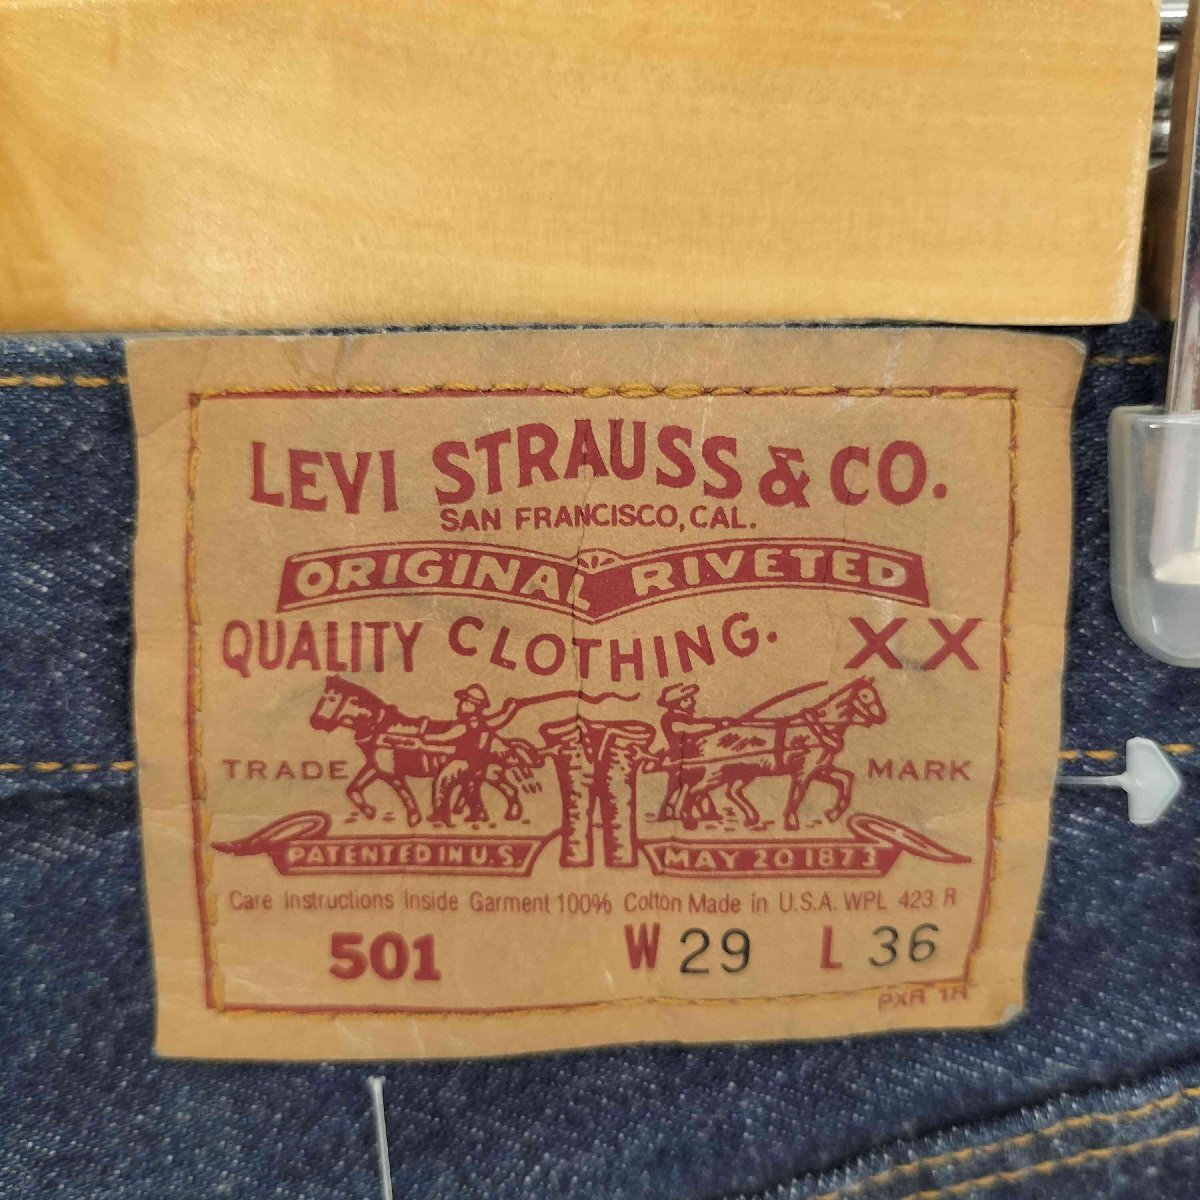 LEVI STRAUSS & CO.
SAN FRANCISCO, CAL.
ORIGINAL RIVETED
QUALITY CLOTHING. XX
TRADE MARK
PATENTED IN U.S. MAY 20 1873
Care Instructions Inside Garment 100% Cotton Made in U.S.A. WPL 423 R
501 W 29 L 36
PXR 1H